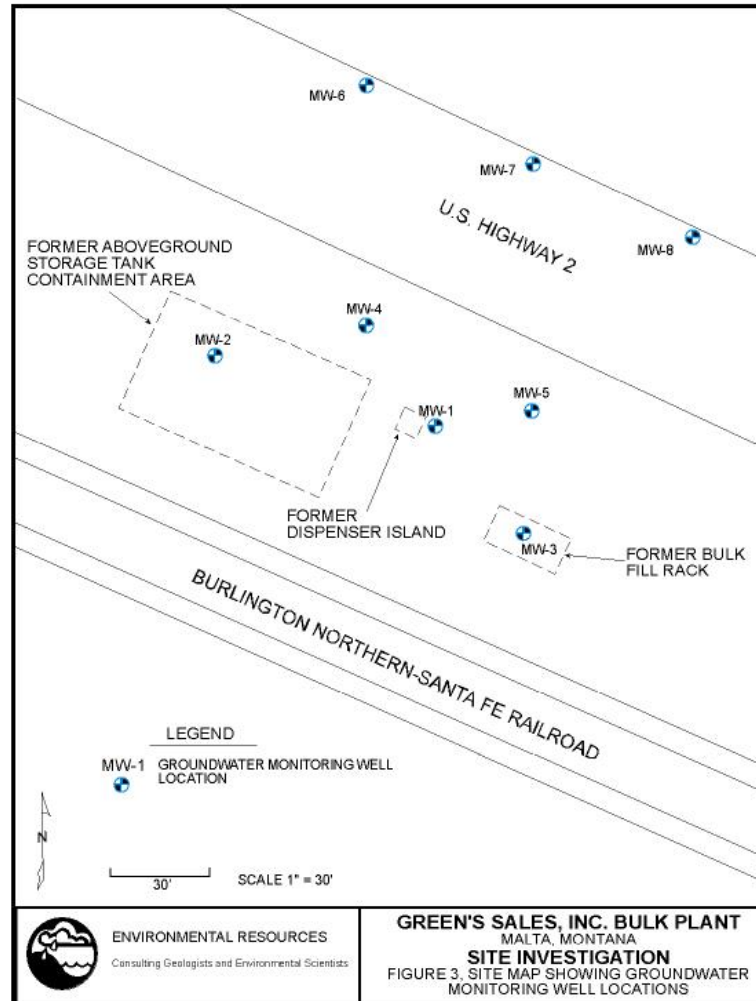 MW-6
MW-7
U.S. HIGHWAY 2
MW-8
FORMER ABOVEGROUND
STORAGE TANK
CONTAINMENT AREA
MW-4
MW-2
MW-5
MW-1
FORMER
DISPENSER ISLAND
MW-3
FORMER BULK
FILL RACK
BURLINGTON NORTHERN-SANTA FE RAILROAD
LEGEND
MW-1 GROUNDWATER MONITORING WELL
LOCATION
N
30'
SCALE 1" = 30'
ENVIRONMENTAL RESOURCES
Consulting Geologists and Environmental Scientists
GREEN'S SALES, INC. BULK PLANT
MALTA, MONTANA
SITE INVESTIGATION
FIGURE 3. SITE MAP SHOWING GROUNDWATER
MONITORING WELL LOCATIONS